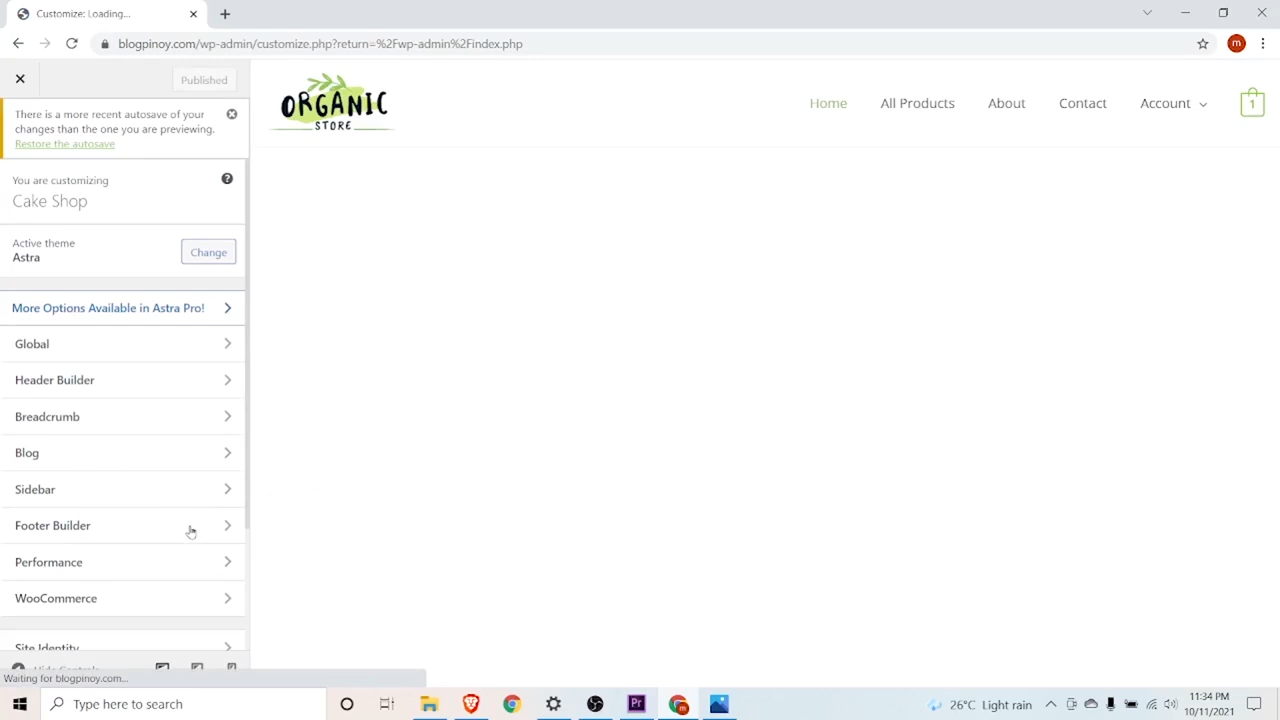 Customize: Loading...
blogpinoy.com/wp-admin/customize.php?return=%2Fwp-admin%2Findex.php
m
Published
There is a more recent autosave of your
changes than the one you are previewing.
Restore the autosave
You are customizing
Cake Shop
Active theme
Astra
Change
More Options Available in Astra Pro!
Global
Header Builder
Breadcrumb
Blog
Sidebar
Footer Builder
Performance
WooCommerce
Site Identity
Hide Controls
Waiting for blogpinoy.com...
ORGANIC
STORE
Home
All Products
About
Contact
Account
1
Type here to search
Pr
m
26°C Light rain
11:34 PM
10/11/2021